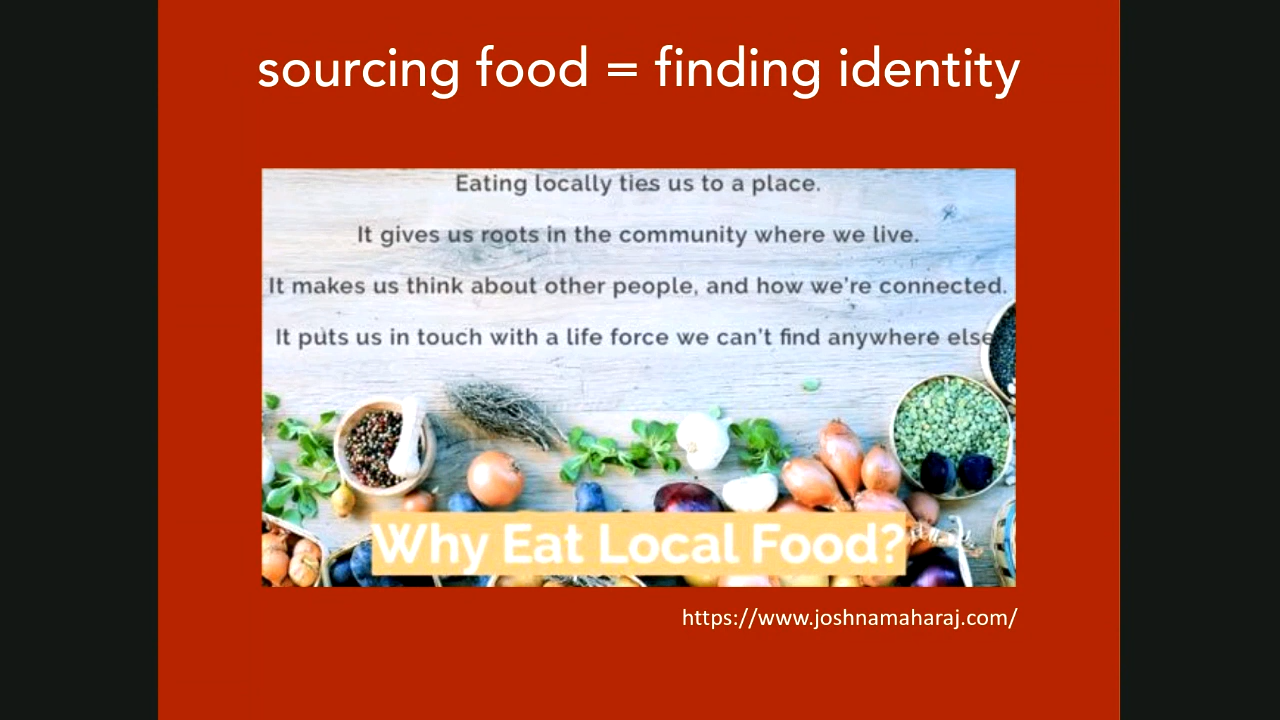 sourcing food = finding identity
Eating locally ties us to a place.
It gives us roots in the community where we live.
It makes us think about other people, and how we're connected.
It puts us in touch with a life force we can't find anywhere else
Why Eat Local Food?
https://www.joshnamaharaj.com/